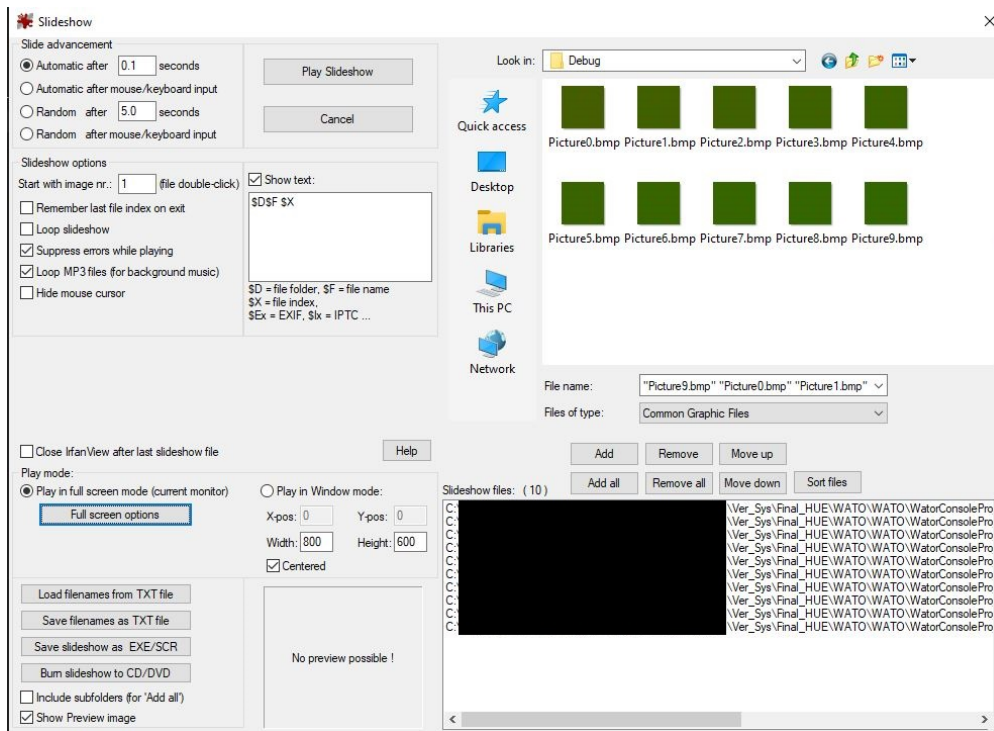 Slideshow
Slide advancement
Automatic after 0.1 seconds
Automatic after mouse/keyboard input
Random after 5.0 seconds
Random after mouse/keyboard input
Play Slideshow
Cancel
Slideshow options
Start with image nr.: 1 (file double-click)
Remember last file index on exit
Loop slideshow
Suppress errors while playing
Loop MP3 files (for background music)
Hide mouse cursor
Show text:
$D$F $X
$D = file folder, $F = file name
$X = file index,
$Ex = EXIF, $Ix = IPTC ...
Close IrfanView after last slideshow file
Help
Play mode:
Play in full screen mode (current monitor)
Full screen options
Play in Window mode:
X-pos: 0 Y-pos: 0
Width: 800 Height: 600
Centered
Load filenames from TXT file
Save filenames as TXT file
Save slideshow as EXE/SCR
Burn slideshow to CD/DVD
Include subfolders (for 'Add all')
Show Preview image
No preview possible !
Look in: Debug
Quick access
Desktop
Libraries
This PC
Network
Picture0.bmp Picture1.bmp Picture2.bmp Picture3.bmp Picture4.bmp
Picture5.bmp Picture6.bmp Picture7.bmp Picture8.bmp Picture9.bmp
File name: "Picture9.bmp" "Picture0.bmp" "Picture1.bmp"
Files of type: Common Graphic Files
Add Remove Move up
Add all Remove all Move down Sort files
Slideshow files: ( 10 )
C:\ \Ver_Sys\Final_HUE\WATO\WATO\WatorConsolePro
C:\ \Ver_Sys\Final_HUE\WATO\WATO\WatorConsolePro
C:\ \Ver_Sys\Final_HUE\WATO\WATO\WatorConsolePro
C:\ \Ver_Sys\Final_HUE\WATO\WATO\WatorConsolePro
C:\ \Ver_Sys\Final_HUE\WATO\WATO\WatorConsolePro
C:\ \Ver_Sys\Final_HUE\WATO\WATO\WatorConsolePro
C:\ \Ver_Sys\Final_HUE\WATO\WATO\WatorConsolePro
C:\ \Ver_Sys\Final_HUE\WATO\WATO\WatorConsolePro
C:\ \Ver_Sys\Final_HUE\WATO\WATO\WatorConsolePro
C:\ \Ver_Sys\Final_HUE\WATO\WATO\WatorConsolePro